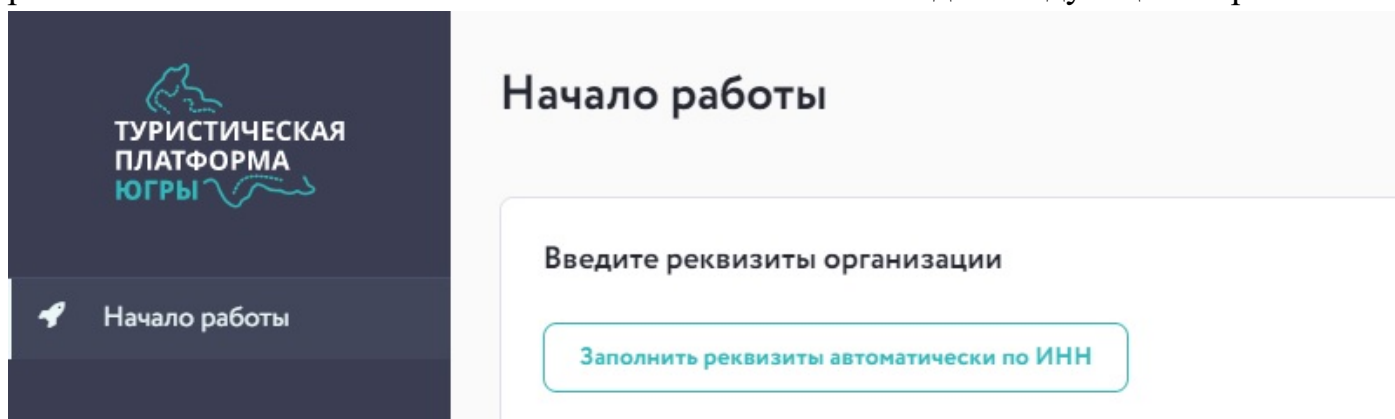 Начало работы
ТУРИСТИЧЕСКАЯ
ПЛАТФОРМА
ЮГРЫ
Введите реквизиты организации
Начало работы
Заполнить реквизиты автоматически по ИНН